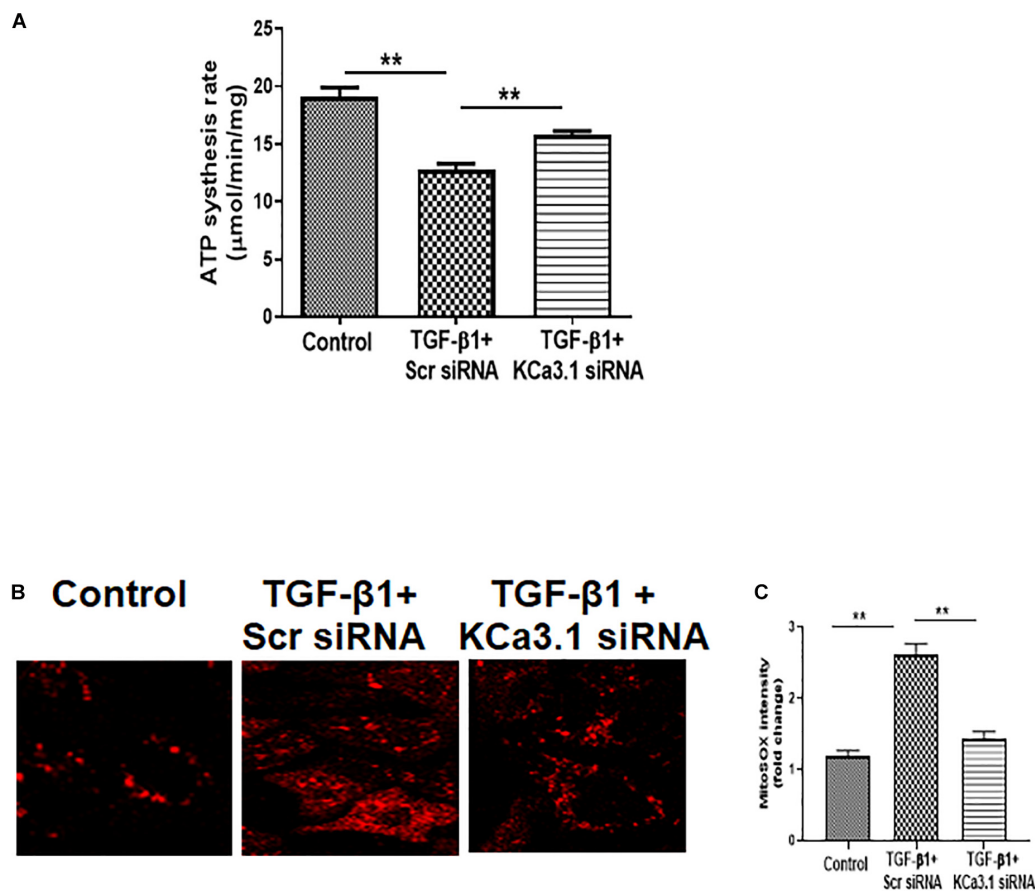 A
ATP systhesis rate
(μmol/min/mg)
25
20
15
10
5
0
**
**
Control
TGF-β1+
Scr siRNA
TGF-β1+
KCa3.1 siRNA
B
Control
TGF-β1+
Scr siRNA
TGF-β1 +
KCa3.1 siRNA
C
MitoSOX intensity
(fold change)
3
2
1
0
**
**
Control
TGF-β1+
Scr siRNA
TGF-β1+
KCa3.1 siRNA